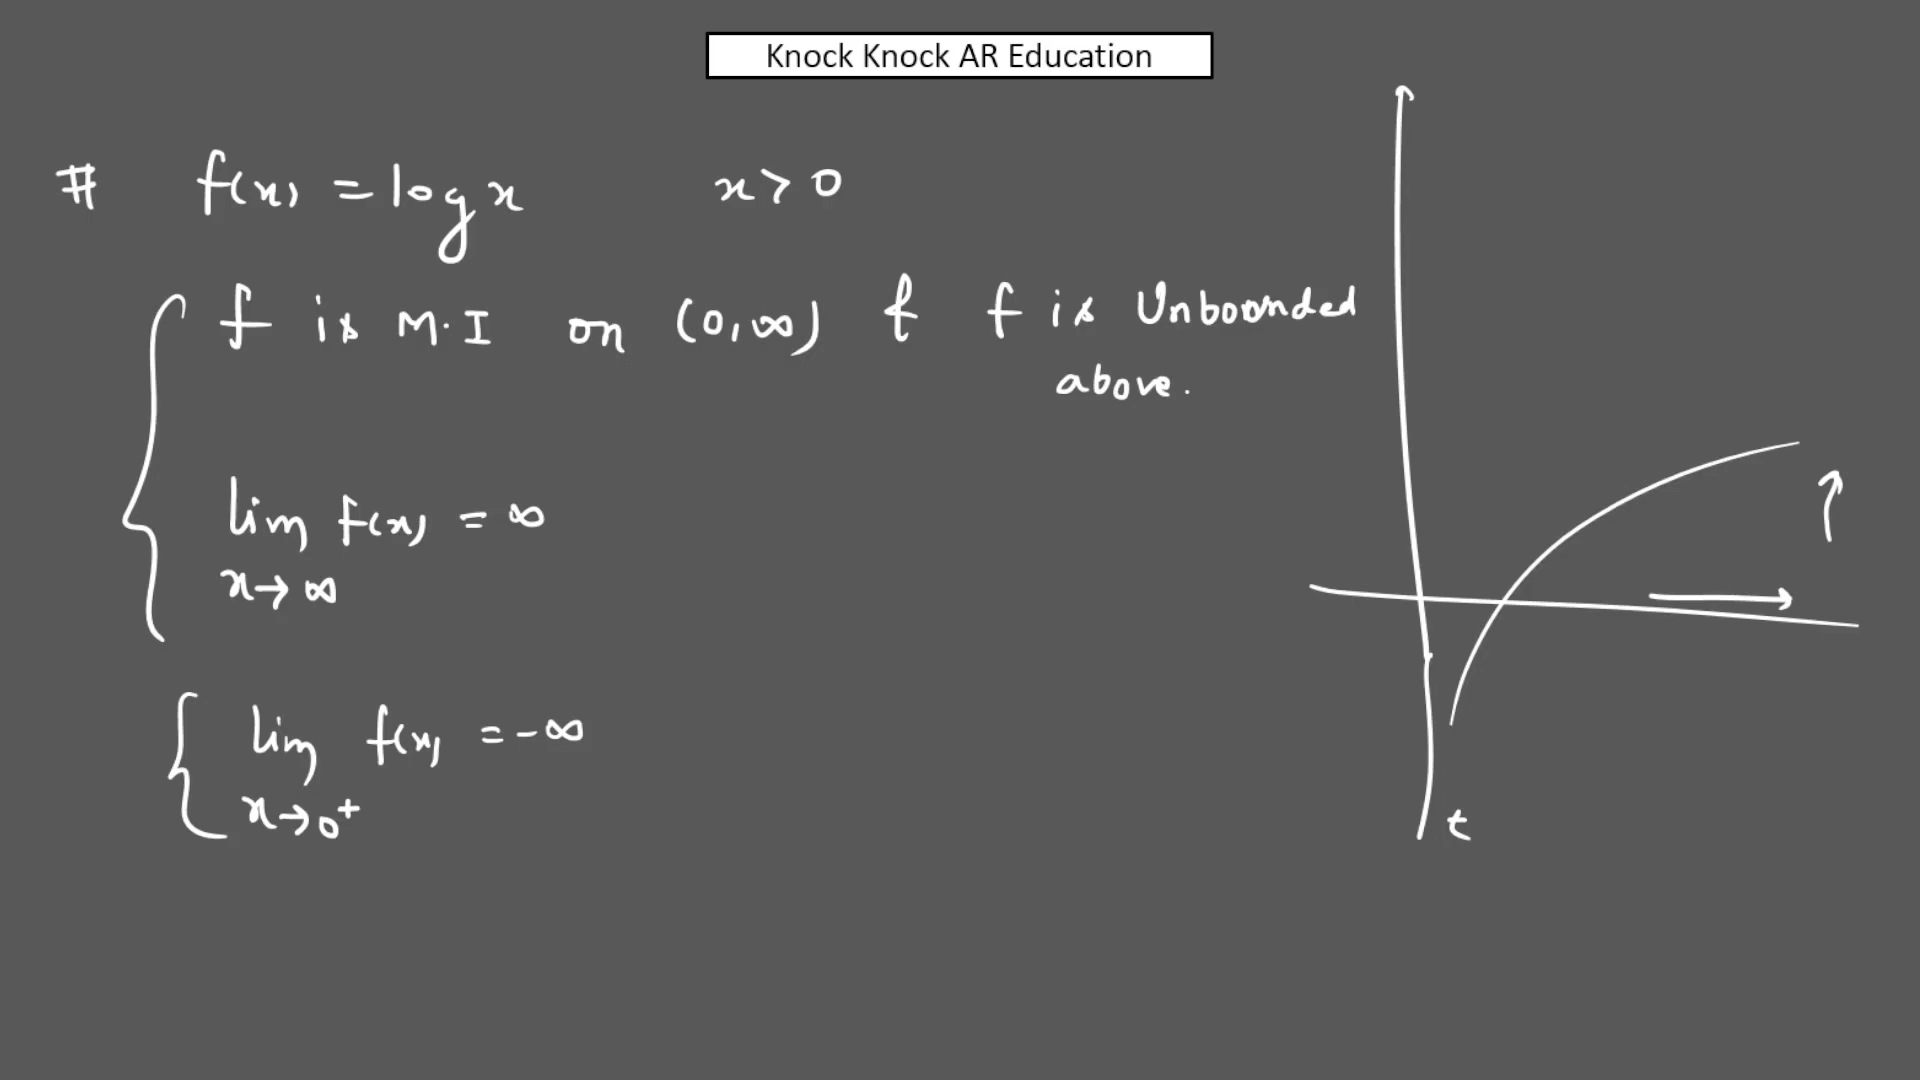 Knock Knock AR Education
# f(x) = log x x > 0
f is M.I on (0,∞) & f is Unbounded
above.
lim f(x) = ∞
x→∞
lim f(x) = -∞
x→0⁺
t